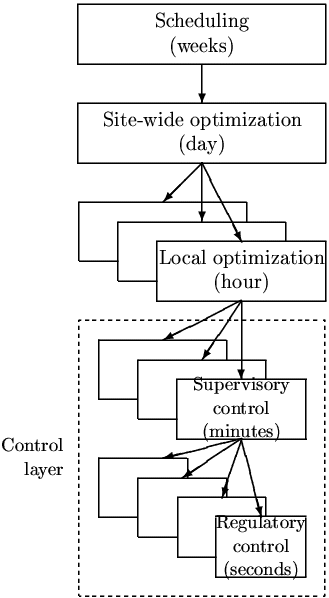 Scheduling
(weeks)
Site-wide optimization
(day)
Local optimization
(hour)
Supervisory
control
(minutes)
Control
layer
Regulatory
control
(seconds)